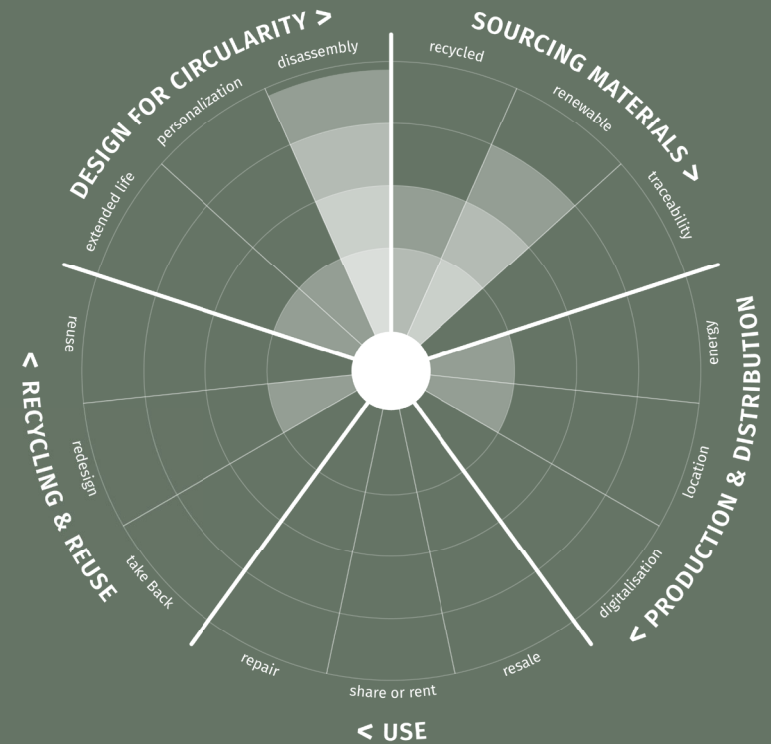 DESIGN FOR CIRCULARITY >
extended life
personalization
disassembly
SOURCING MATERIALS >
recycled
renewable
traceability
< PRODUCTION & DISTRIBUTION
energy
location
digitalisation
< USE
resale
share or rent
repair
< RECYCLING & REUSE
take Back
redesign
reuse